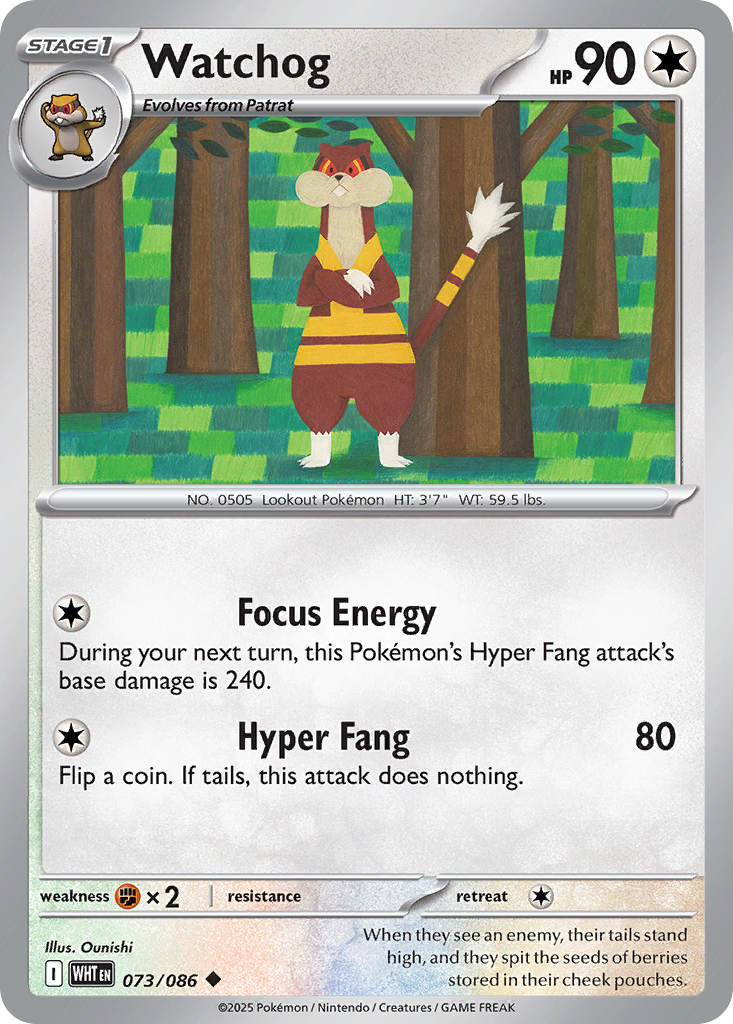 STAGE1
Watchog
HP 90
Evolves from Patrat
NO. 0505 Lookout Pokémon HT: 3'7" WT: 59.5 lbs.
Focus Energy
During your next turn, this Pokémon's Hyper Fang attack's
base damage is 240.
Hyper Fang 80
Flip a coin. If tails, this attack does nothing.
weakness ×2 resistance retreat
Illus. Ounishi
I WHT EN 073/086
When they see an enemy, their tails stand
high, and they spit the seeds of berries
stored in their cheek pouches.
©2025 Pokémon / Nintendo / Creatures / GAME FREAK